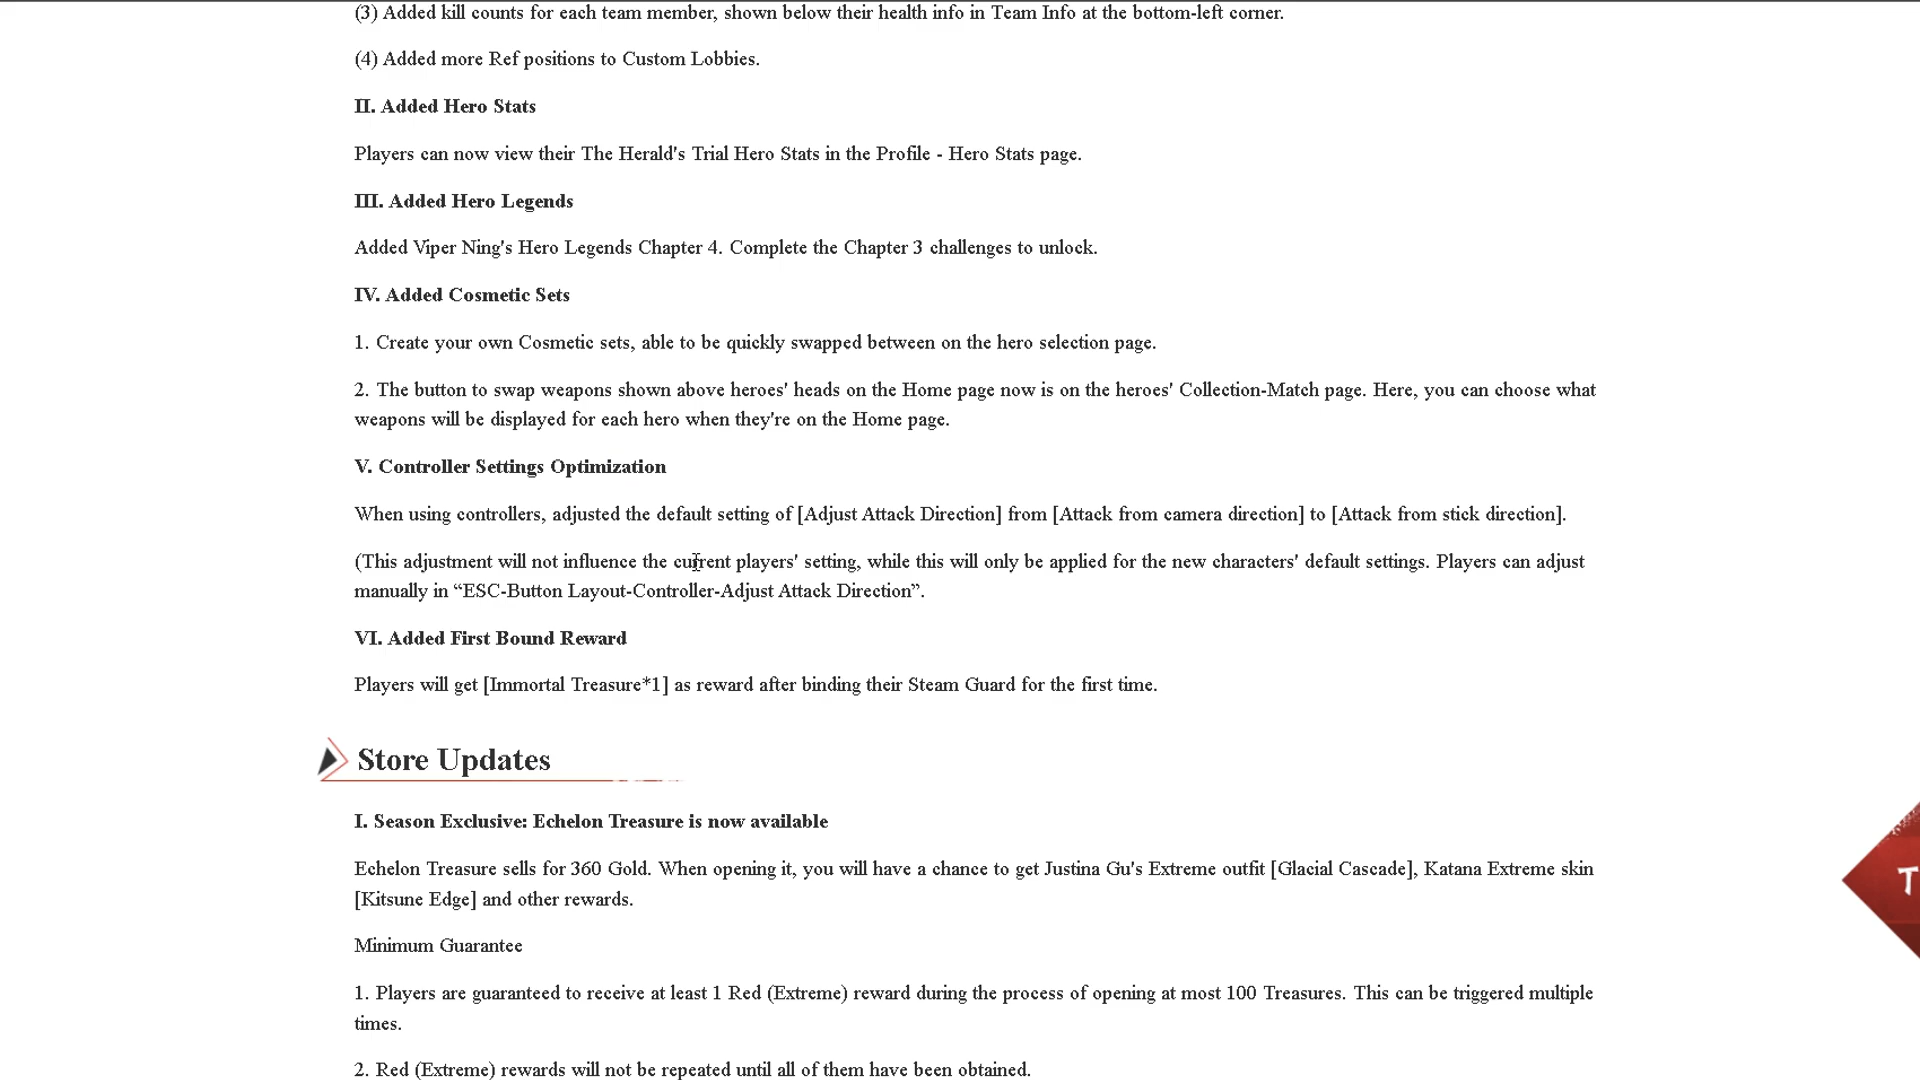 (3) Added kill counts for each team member, shown below their health info in Team Info at the bottom-left corner.
(4) Added more Ref positions to Custom Lobbies.
II. Added Hero Stats
Players can now view their The Herald's Trial Hero Stats in the Profile - Hero Stats page.
III. Added Hero Legends
Added Viper Ning's Hero Legends Chapter 4. Complete the Chapter 3 challenges to unlock.
IV. Added Cosmetic Sets
1. Create your own Cosmetic sets, able to be quickly swapped between on the hero selection page.
2. The button to swap weapons shown above heroes' heads on the Home page now is on the heroes' Collection-Match page. Here, you can choose what
weapons will be displayed for each hero when they're on the Home page.
V. Controller Settings Optimization
When using controllers, adjusted the default setting of [Adjust Attack Direction] from [Attack from camera direction] to [Attack from stick direction].
(This adjustment will not influence the current players' setting, while this will only be applied for the new characters' default settings. Players can adjust
manually in “ESC-Button Layout-Controller-Adjust Attack Direction”.
VI. Added First Bound Reward
Players will get [Immortal Treasure*1] as reward after binding their Steam Guard for the first time.
Store Updates
I. Season Exclusive: Echelon Treasure is now available
Echelon Treasure sells for 360 Gold. When opening it, you will have a chance to get Justina Gu's Extreme outfit [Glacial Cascade], Katana Extreme skin
[Kitsune Edge] and other rewards.
T
Minimum Guarantee
1. Players are guaranteed to receive at least 1 Red (Extreme) reward during the process of opening at most 100 Treasures. This can be triggered multiple
times.
2. Red (Extreme) rewards will not be repeated until all of them have been obtained.